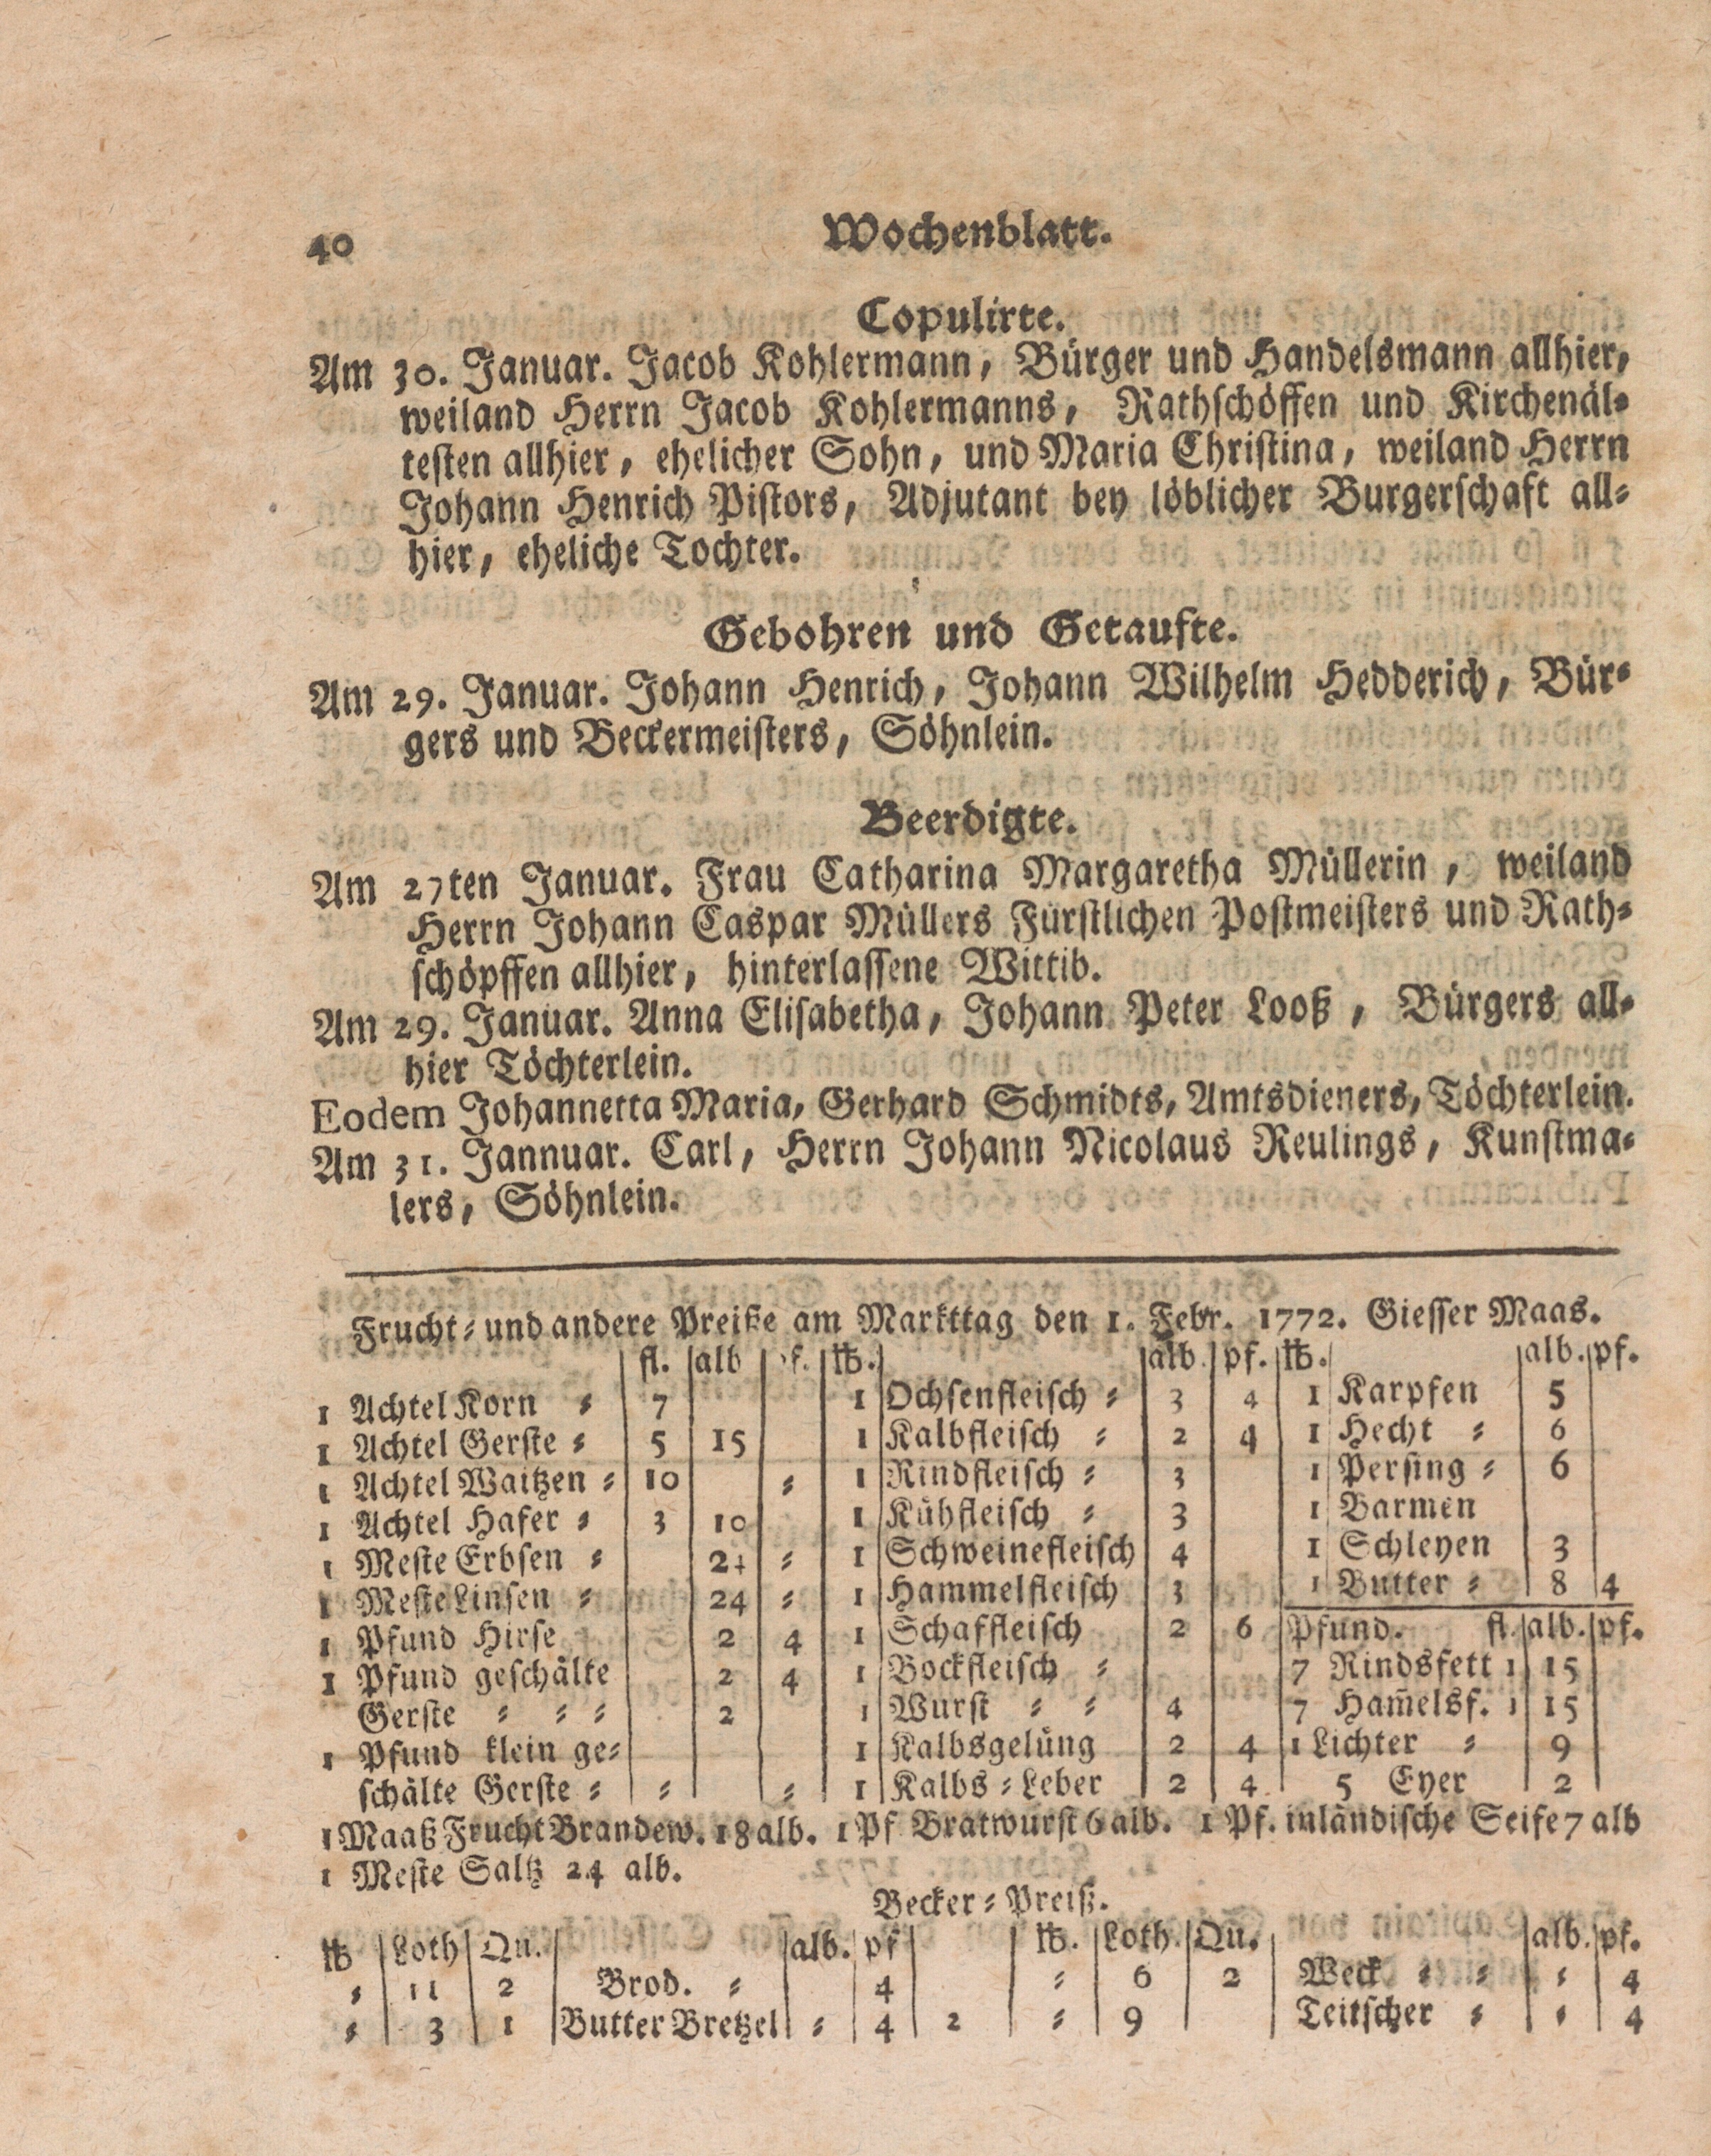 40 Wochenblatt.
Copulirte.
Am 30. Januar. Jacob Kohlermann, Bürger und Handelsmann allhier,
weiland Herrn Jacob Kohlermanns, Rathschöffen und Kirchenäl-
testen allhier, ehelicher Sohn, und Maria Christina, weiland Herrn
Johann Henrich Pistors, Adjutant bey löblicher Burgerschaft all-
hier, eheliche Tochter.
Gebohren und Getaufte.
Am 29. Januar. Johann Henrich, Johann Wilhelm Hedderich, Bür-
gers und Beckermeisters, Söhnlein.
Beerdigte.
Am 27ten Januar. Frau Catharina Margaretha Müllerin, weiland
Herrn Johann Caspar Müllers Fürstlichen Postmeisters und Rath-
schöpffen allhier, hinterlassene Wittib.
Am 29. Januar. Anna Elisabetha, Johann Peter Looß, Bürgers all-
hier Töchterlein.
Eodem Johannetta Maria, Gerhard Schmidts, Amtsdieners, Töchterlein.
Am 31. Jannuar. Carl, Herrn Johann Nicolaus Reulings, Kunstma-
lers, Söhnlein.
Frucht- und andere Preiße am Markttag den 1. Febr. 1772. Giesser Maas.
fl. alb pf. ℔. alb. pf. ℔. alb. pf.
1 Achtel Korn - 7 1 Ochsenfleisch - 3 4 1 Karpfen 5
1 Achtel Gerste - 5 15 1 Kalbfleisch - 2 4 1 Hecht - 6
1 Achtel Waitzen - 10 - 1 Rindfleisch - 3 1 Persing - 6
1 Achtel Hafer - 3 10 1 Kühfleisch - 3 1 Barmen
1 Meste Erbsen - 24 - 1 Schweinefleisch 4 1 Schleyen 3
1 Meste Linsen - 24 - 1 Hammelfleisch 3 1 Butter - 8 4
1 Pfund Hirse 2 4 1 Schaffleisch 2 6 Pfund. fl. alb. pf.
1 Pfund geschälte 2 4 1 Bockfleisch - 7 Rindsfett 1 15
Gerste - - - 2 1 Wurst - - 4 7 Ham̄elsf. 1 15
1 Pfund klein ge- 1 Kalbsgelüng 2 4 1 Lichter - 9
schälte Gerste - - - 1 Kalbs-Leber 2 4 5 Eyer 2
1 Maaß Frucht Brandew. 18 alb. 1 Pf Bratwurst 6 alb. 1 Pf. inländische Seife 7 alb
1 Meste Saltz 24 alb.
Becker-Preiß.
℔ Loth Qu. alb. pf ℔. Loth. Qu. alb. pf.
- 11 2 Brod. - 4 - 6 2 Weck - - - 4
- 3 1 Butter Bretzel - 4 2 - 9 Teitscher - - 4